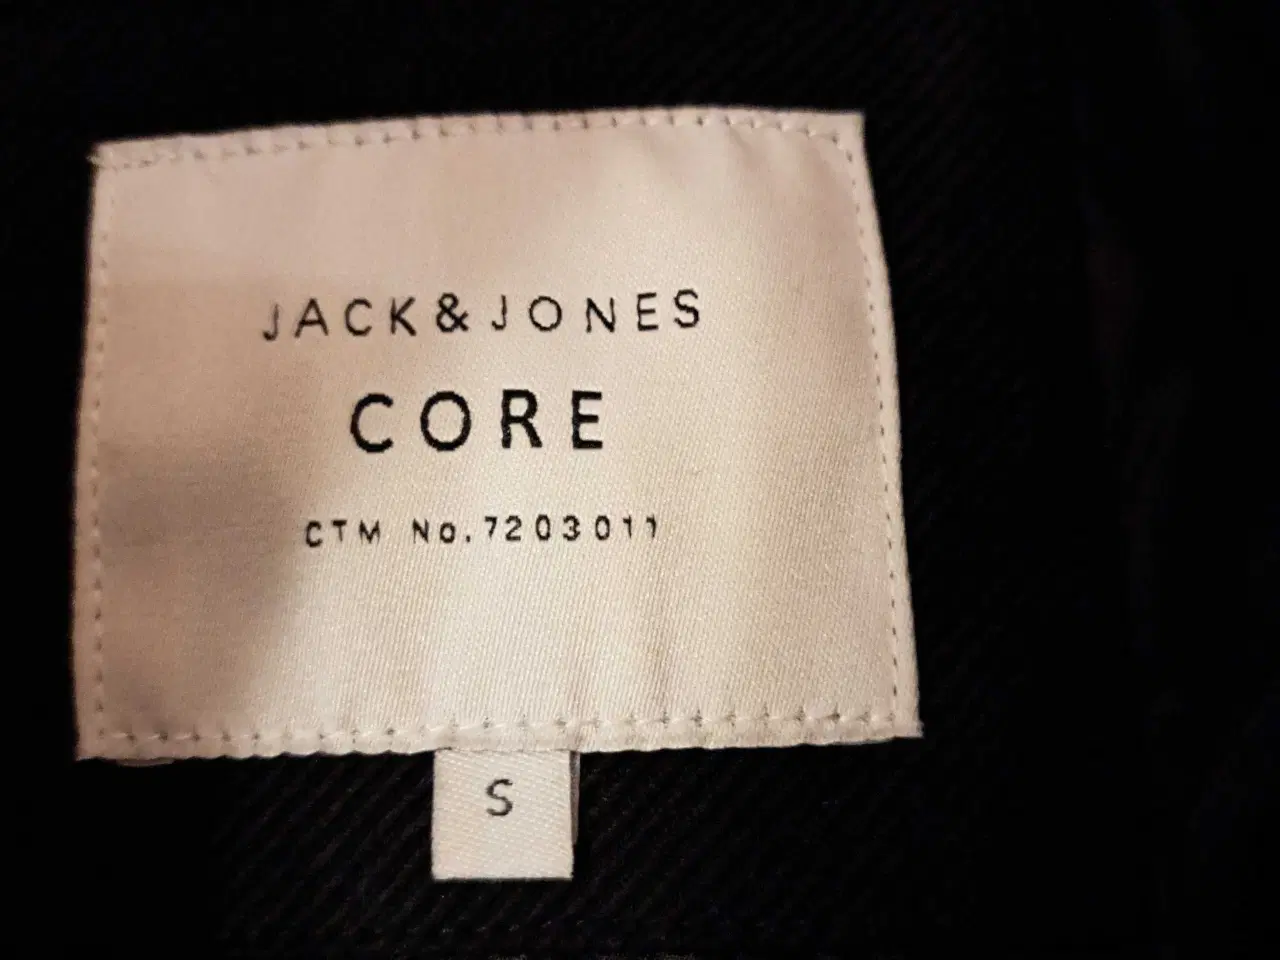 JACK & JONES
CORE
CTM No. 7203011
S